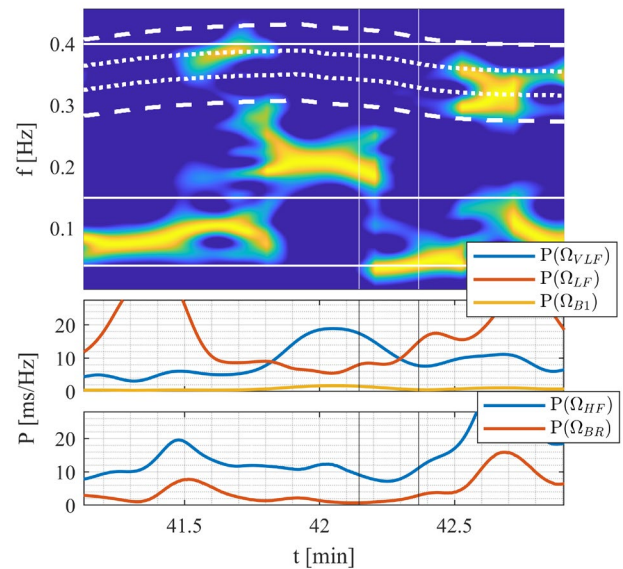 0.4
0.3
0.2
0.1
f [Hz]
P(Ω_VLF)
P(Ω_LF)
P(Ω_B1)
20
10
0
P [ms/Hz]
P(Ω_HF)
P(Ω_BR)
20
10
0
41.5 42 42.5
t [min]